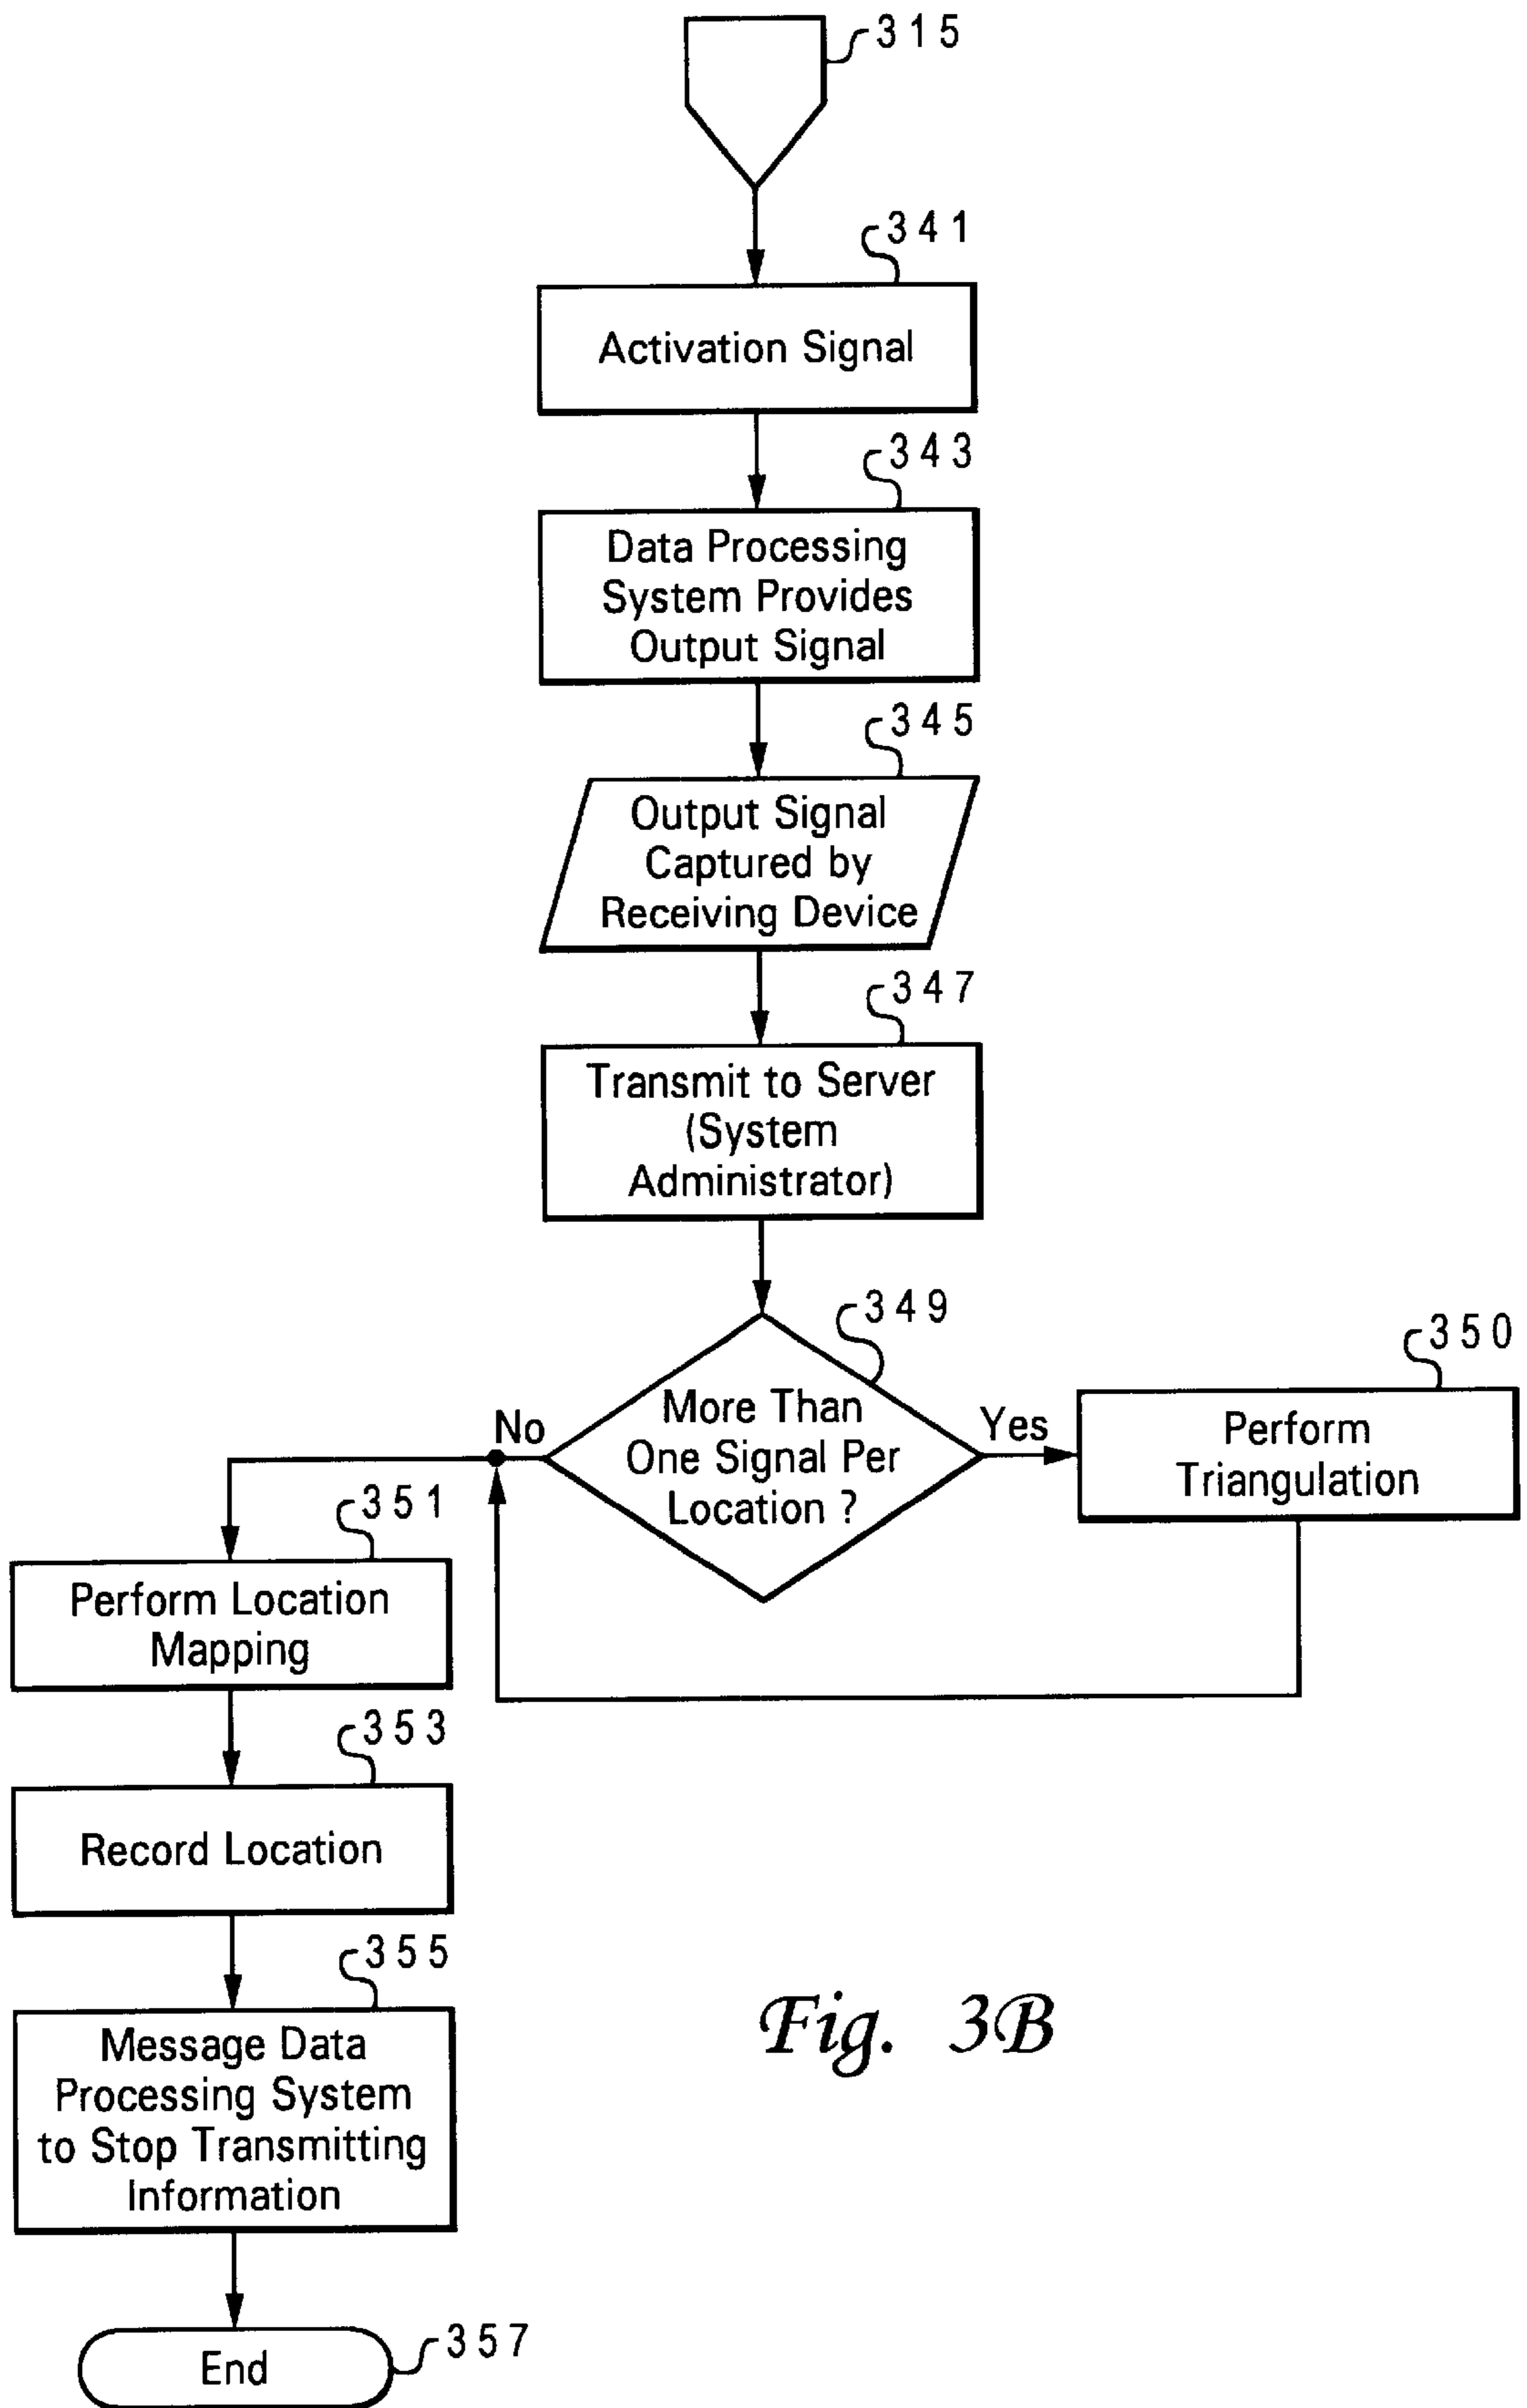 315
341
Activation Signal
343
Data Processing
System Provides
Output Signal
345
Output Signal
Captured by
Receiving Device
347
Transmit to Server
(System
Administrator)
349
More Than
One Signal Per
Location ?
No
Yes
350
Perform
Triangulation
351
Perform Location
Mapping
353
Record Location
355
Message Data
Processing System
to Stop Transmitting
Information
357
End
Fig. 3B